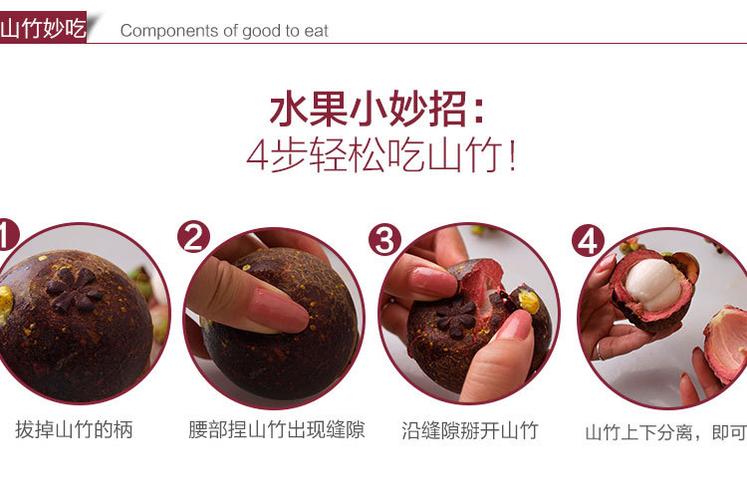 山竹妙吃
Components of good to eat
水果小妙招：
4步轻松吃山竹！
1
2
3
4
拔掉山竹的柄
腰部捏山竹出现缝隙
沿缝隙掰开山竹
山竹上下分离，即可